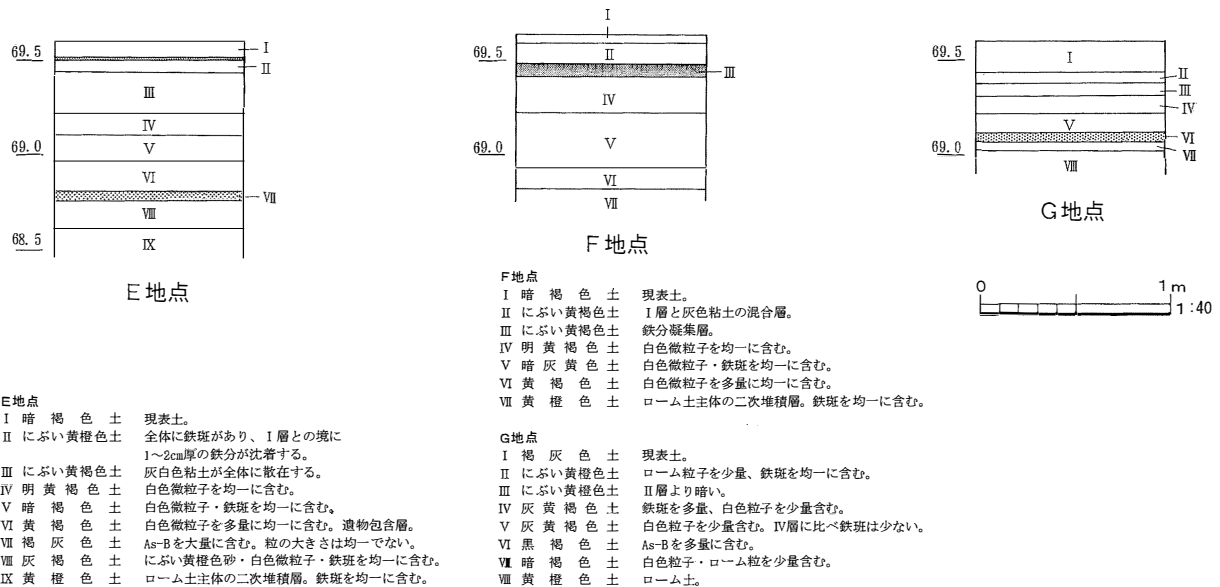 69.5
69.0
68.5
I
II
III
IV
V
VI
VII
VIII
IX
E地点
I
69.5
II
III
IV
69.0
V
VI
VII
F地点
69.5
I
II
III
IV
V
VI
69.0
VII
VIII
G地点
0 1m
1:40
F地点
I 暗褐色土 現表土。
II にぶい黄褐色土 I層と灰色粘土の混合層。
III にぶい黄褐色土 鉄分凝集層。
IV 明黄褐色土 白色微粒子を均一に含む。
V 暗灰黄色土 白色微粒子・鉄斑を均一に含む。
VI 黄褐色土 白色微粒子を多量に均一に含む。
VII 黄橙色土 ローム土主体の二次堆積層。鉄斑を均一に含む。
E地点
I 暗褐色土 現表土。
II にぶい黄橙色土 全体に鉄斑があり、I層との境に
1~2cm厚の鉄分が沈着する。
III にぶい黄褐色土 灰白色粘土が全体に散在する。
IV 明黄褐色土 白色微粒子を均一に含む。
V 暗褐色土 白色微粒子・鉄斑を均一に含む。
VI 黄褐色土 白色微粒子を多量に均一に含む。遺物包含層。
VII 褐灰色土 As-Bを大量に含む。粒の大きさは均一でない。
VIII 灰褐色土 にぶい黄橙色砂・白色微粒子・鉄斑を均一に含む。
IX 黄橙色土 ローム土主体の二次堆積層。鉄斑を均一に含む。
G地点
I 褐灰色土 現表土。
II にぶい黄橙色土 ローム粒子を少量、鉄斑を均一に含む。
III にぶい黄橙色土 II層より暗い。
IV 灰黄褐色土 鉄斑を多量、白色粒子を少量含む。
V 灰黄褐色土 白色粒子を少量含む。IV層に比べ鉄斑は少ない。
VI 黒褐色土 As-Bを多量に含む。
VII 暗褐色土 白色粒子・ローム粒を少量含む。
VIII 黄橙色土 ローム土。